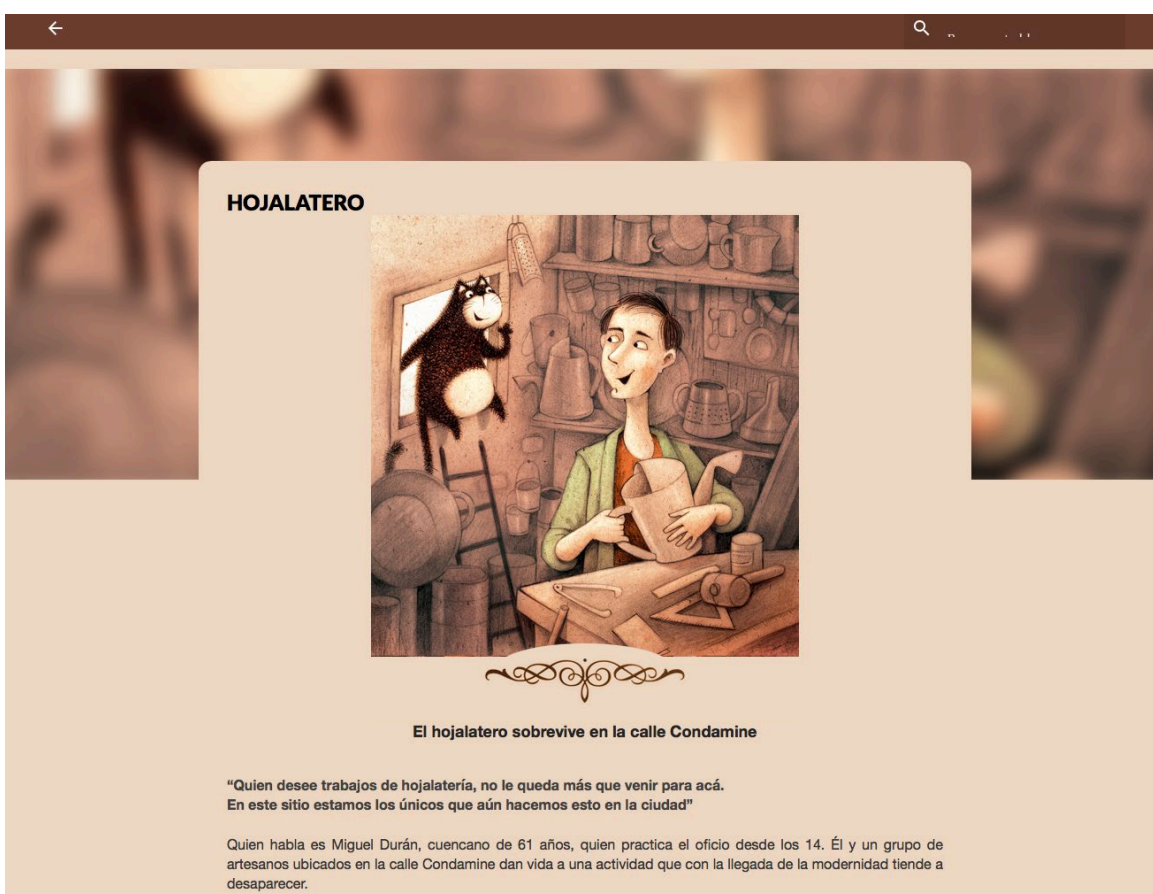 HOJALATERO
El hojalatero sobrevive en la calle Condamine
“Quien desee trabajos de hojalatería, no le queda más que venir para acá.
En este sitio estamos los únicos que aún hacemos esto en la ciudad”
Quien habla es Miguel Durán, cuencano de 61 años, quien practica el oficio desde los 14. Él y un grupo de
artesanos ubicados en la calle Condamine dan vida a una actividad que con la llegada de la modernidad tiende a
desaparecer.